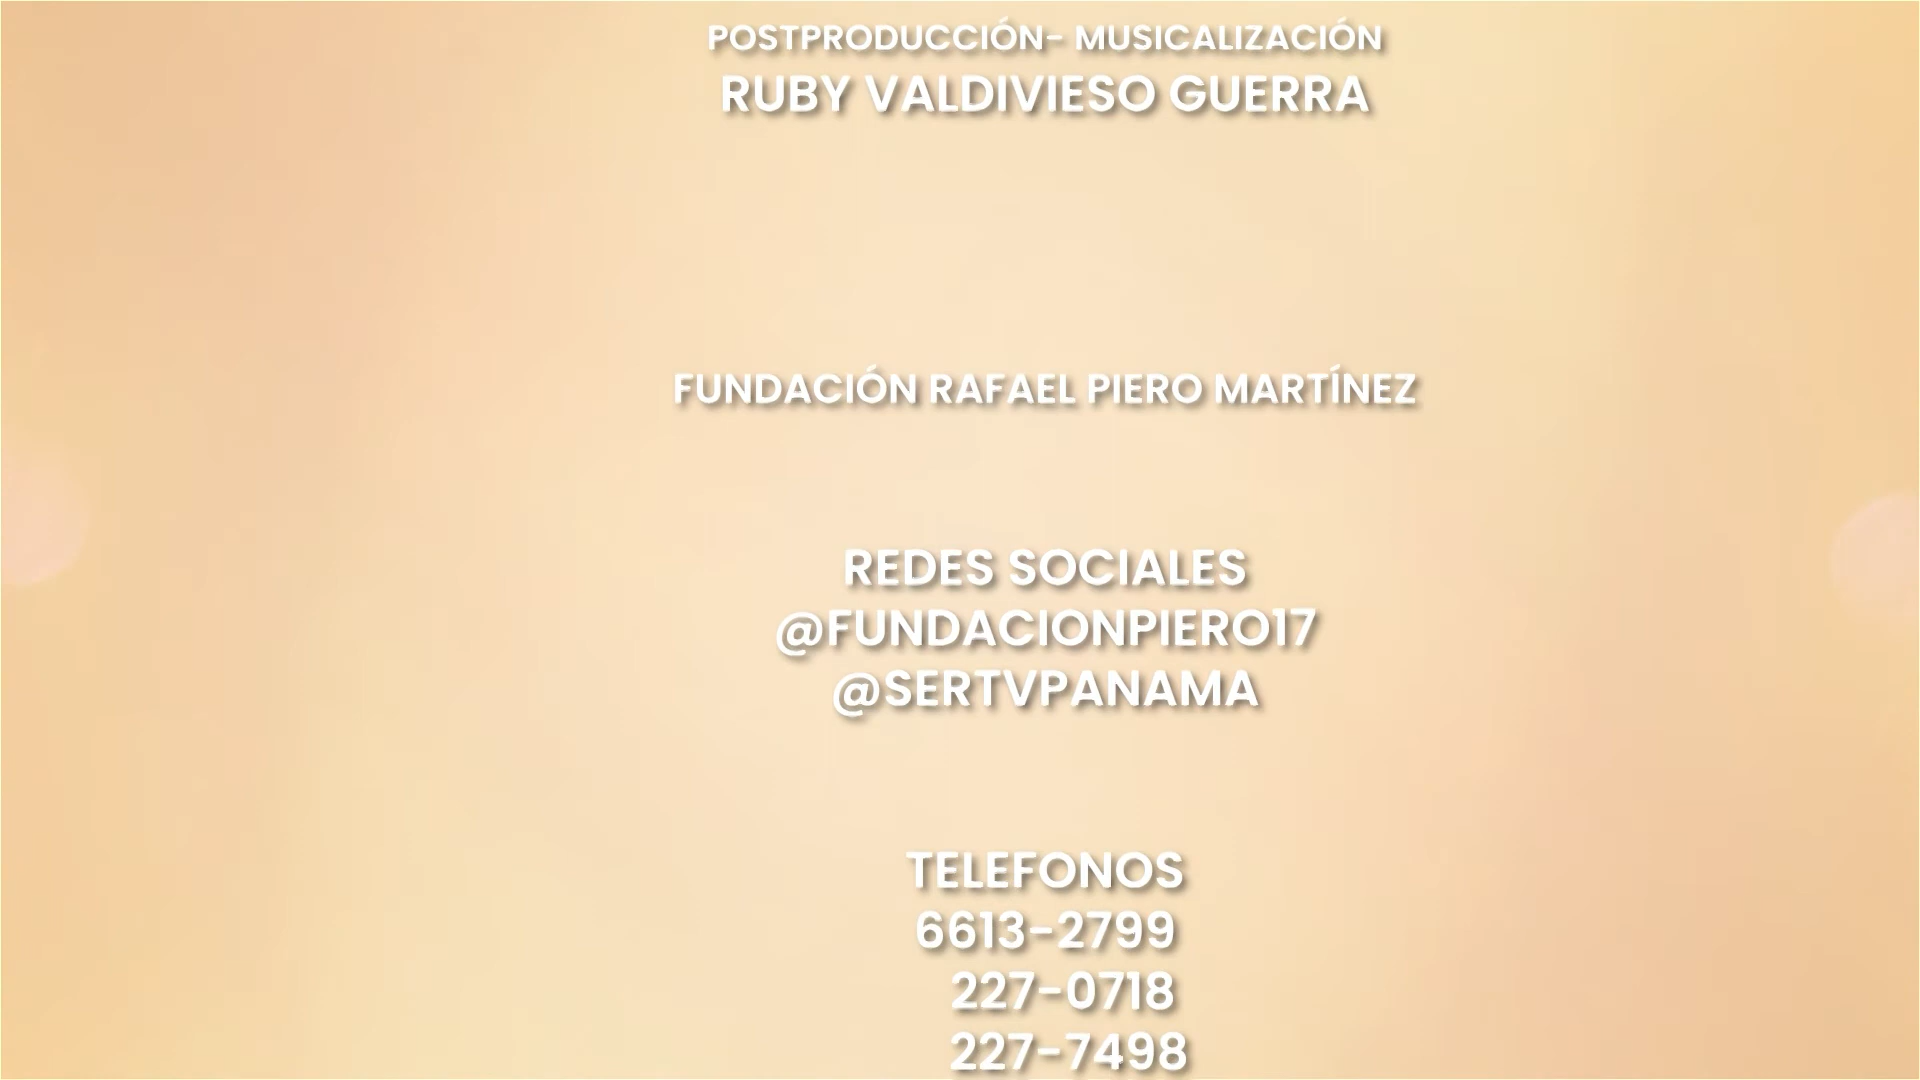 POSTPRODUCCIÓN- MUSICALIZACIÓN
RUBY VALDIVIESO GUERRA
FUNDACIÓN RAFAEL PIERO MARTÍNEZ
REDES SOCIALES
@FUNDACIONPIERO17
@SERTVPANAMA
TELEFONOS
6613-2799
227-0718
227-7498